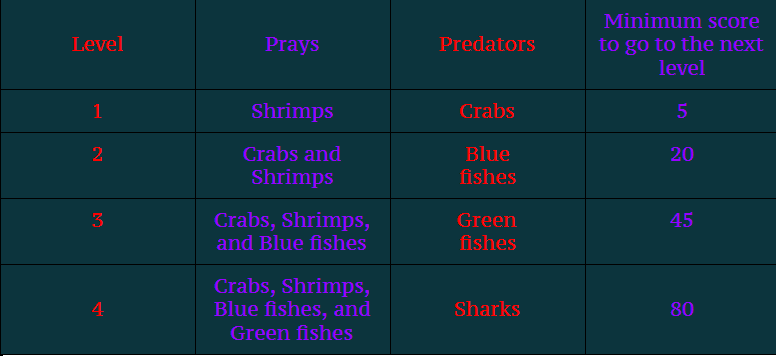 Level
Prays
Predators
Minimum score
to go to the next
level
1
Shrimps
Crabs
5
2
Crabs and
Shrimps
Blue
fishes
20
3
Crabs, Shrimps,
and Blue fishes
Green
fishes
45
4
Crabs, Shrimps,
Blue fishes, and
Green fishes
Sharks
80